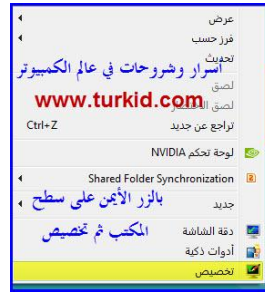 عرض
فرز حسب
تحديث
اسرار وشروحات في عالم الكمبيوتر
لصق
www.turkid.com
لصق الاختصار
تراجع عن جديد Ctrl+Z
لوحة تحكم NVIDIA
Shared Folder Synchronization
بالزر الأيمن على سطح
جديد
المكتب ثم تخصيص
دقة الشاشة
أدوات ذكية
تخصيص